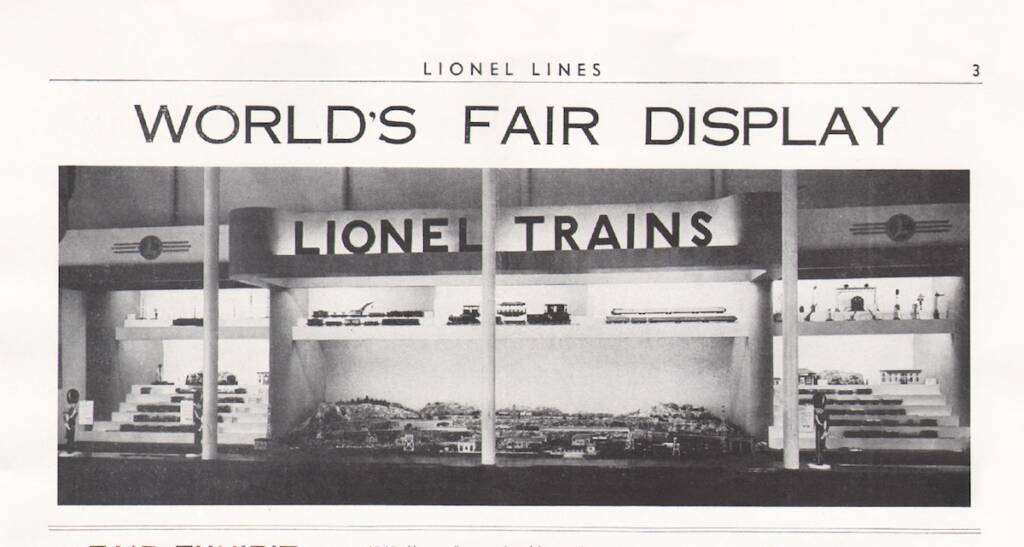 LIONEL LINES 3
WORLD'S FAIR DISPLAY
LIONEL TRAINS
L
L